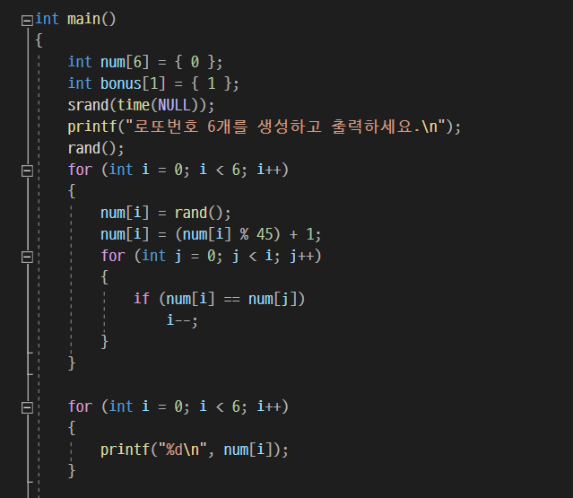 int main()
{
    int num[6] = { 0 };
    int bonus[1] = { 1 };
    srand(time(NULL));
    printf("로또번호 6개를 생성하고 출력하세요.\n");
    rand();
    for (int i = 0; i < 6; i++)
    {
        num[i] = rand();
        num[i] = (num[i] % 45) + 1;
        for (int j = 0; j < i; j++)
        {
            if (num[i] == num[j])
                i--;
        }
    }
    for (int i = 0; i < 6; i++)
    {
        printf("%d\n", num[i]);
    }